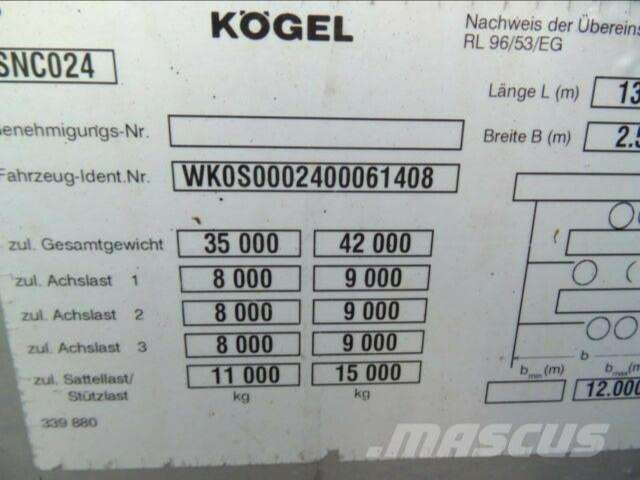 KÖGEL
Nachweis der Übereins
RL 96/53/EG
SNC024
Länge L (m) 13
Genehmigungs-Nr.
Breite B (m) 2.5
Fahrzeug-Ident.Nr. WK0S0002400061408
zul. Gesamtgewicht 35 000 42 000
zul. Achslast 1 8 000 9 000
zul. Achslast 2 8 000 9 000
zul. Achslast 3 8 000 9 000
zul. Sattellast/ 11 000 15 000
Stützlast kg kg
b
bmin (m) bmax (m
12.000
339 880
MASCUS